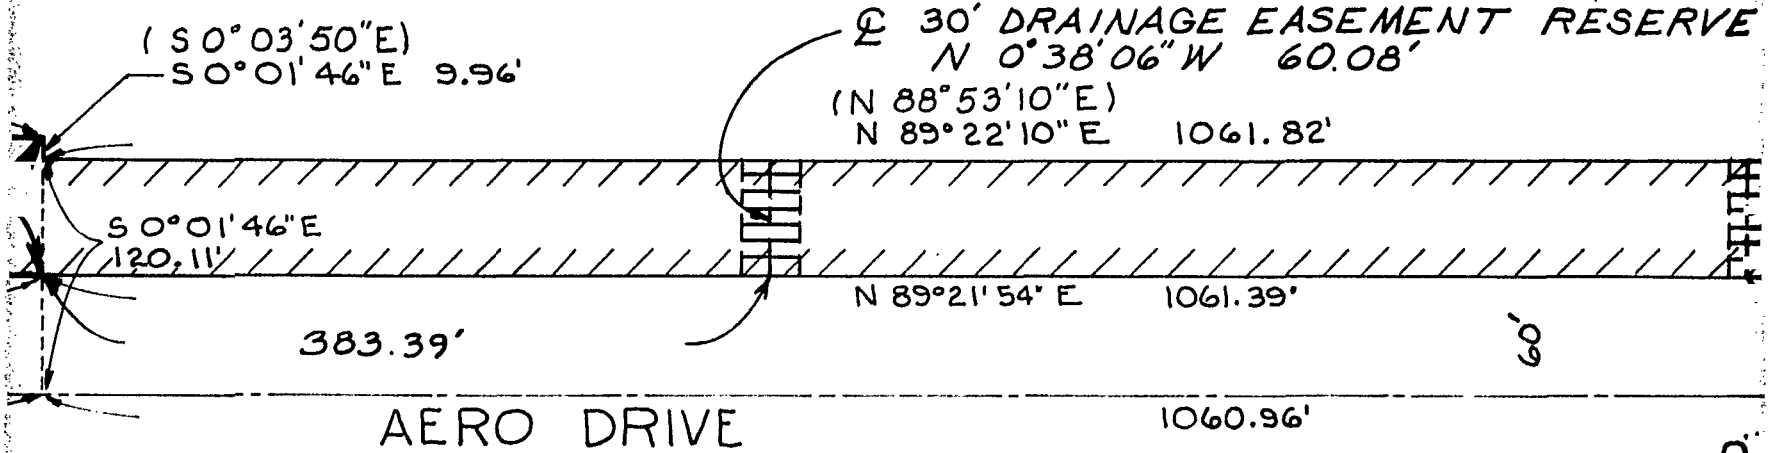 (S 0°03'50"E)
S 0°01'46"E 9.96'
℄ 30' DRAINAGE EASEMENT RESERVE
N 0°38'06"W 60.08'
(N 88°53'10"E)
N 89°22'10"E 1061.82'
S 0°01'46"E
120.11'
N 89°21'54"E 1061.39'
383.39'
60'
AERO DRIVE
1060.96'